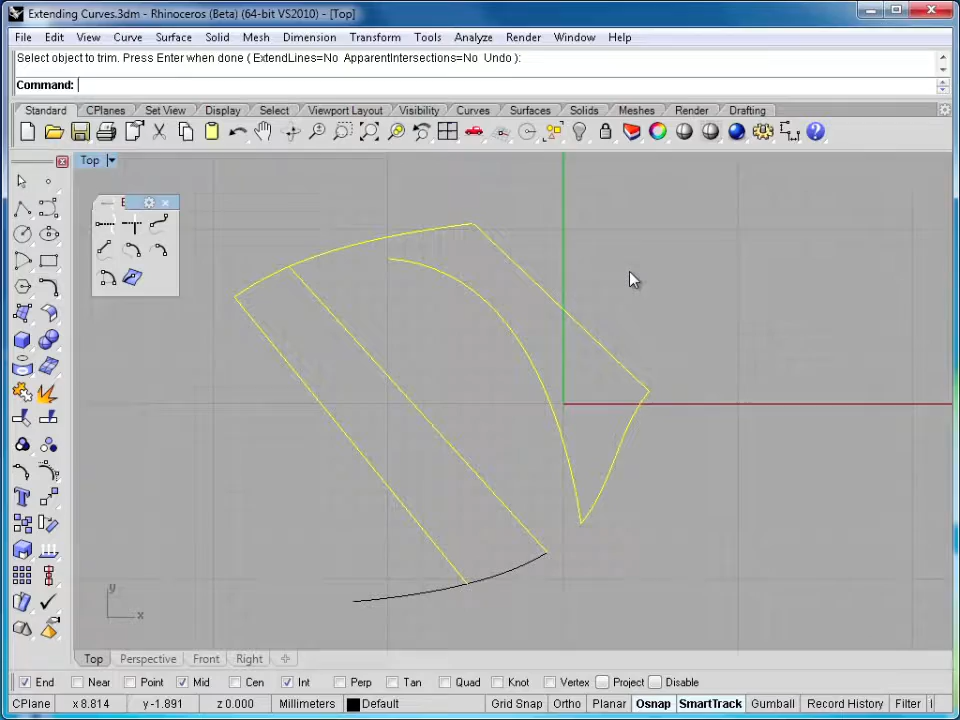 Extending Curves.3dm - Rhinoceros (Beta) (64-bit VS2010) - [Top]
File Edit View Curve Surface Solid Mesh Dimension Transform Tools Analyze Render Window Help
Select object to trim. Press Enter when done ( ExtendLines=No ApparentIntersections=No Undo ):
Command:
Standard CPlanes Set View Display Select Viewport Layout Visibility Curves Surfaces Solids Meshes Render Drafting
Top
E
y
x
Top Perspective Front Right
End Near Point Mid Cen Int Perp Tan Quad Knot Vertex Project Disable
CPlane x 8.814 y -1.891 z 0.000 Millimeters Default Grid Snap Ortho Planar Osnap SmartTrack Gumball Record History Filter